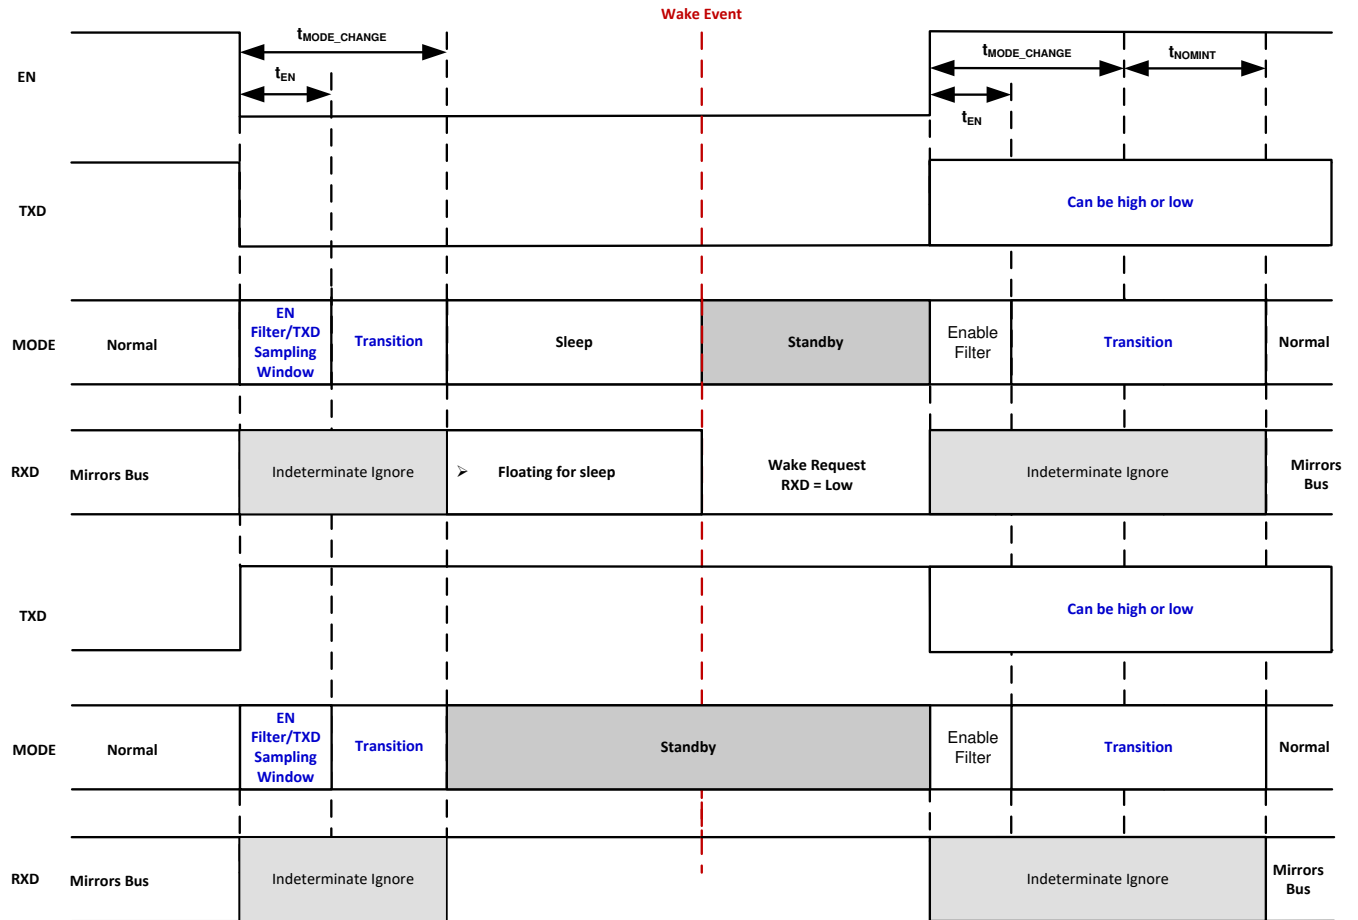 Wake Event
tMODE_CHANGE
tMODE_CHANGE
tNOMINT
EN
tEN
tEN
TXD
Can be high or low
MODE
Normal
EN
Filter/TXD
Sampling
Window
Transition
Sleep
Standby
Enable
Filter
Transition
Normal
RXD
Mirrors Bus
Indeterminate Ignore
➢ Floating for sleep
Wake Request
RXD = Low
Indeterminate Ignore
Mirrors
Bus
TXD
Can be high or low
MODE
Normal
EN
Filter/TXD
Sampling
Window
Transition
Standby
Enable
Filter
Transition
Normal
RXD
Mirrors Bus
Indeterminate Ignore
Indeterminate Ignore
Mirrors
Bus